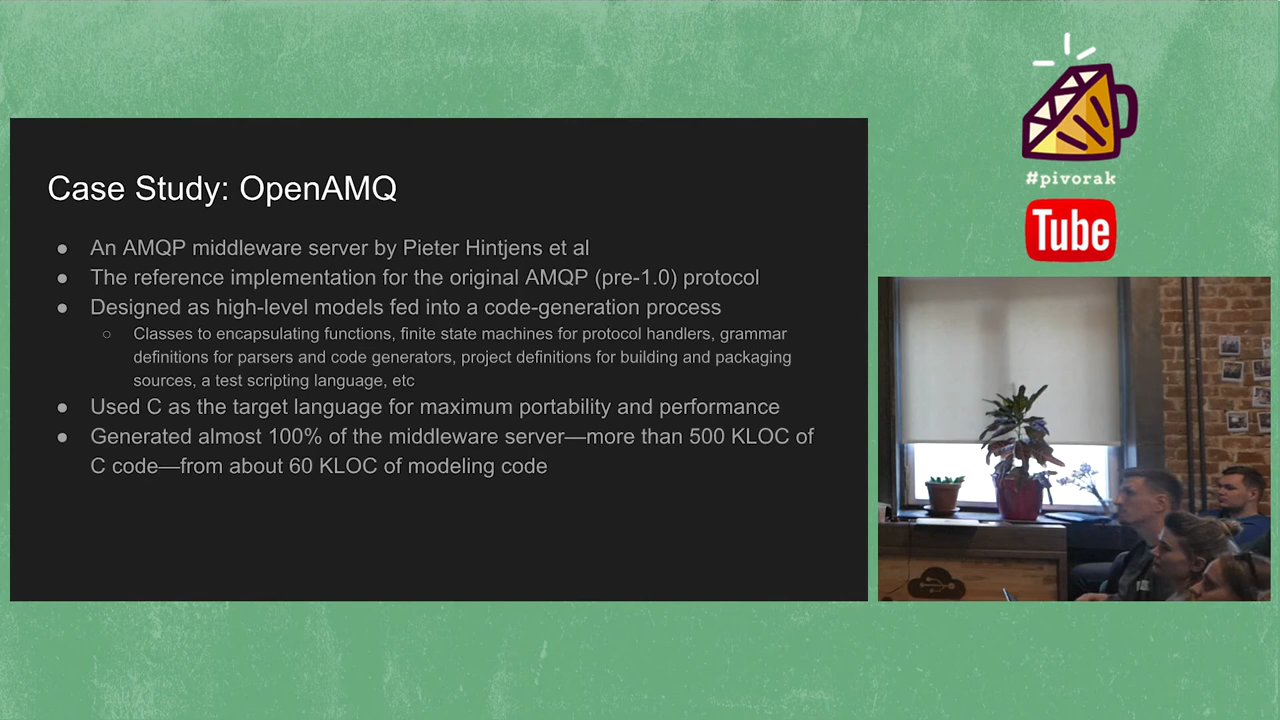 Case Study: OpenAMQ
● An AMQP middleware server by Pieter Hintjens et al
● The reference implementation for the original AMQP (pre-1.0) protocol
● Designed as high-level models fed into a code-generation process
○ Classes to encapsulating functions, finite state machines for protocol handlers, grammar
definitions for parsers and code generators, project definitions for building and packaging
sources, a test scripting language, etc
● Used C as the target language for maximum portability and performance
● Generated almost 100% of the middleware server—more than 500 KLOC of
C code—from about 60 KLOC of modeling code
#pivorak
Tube